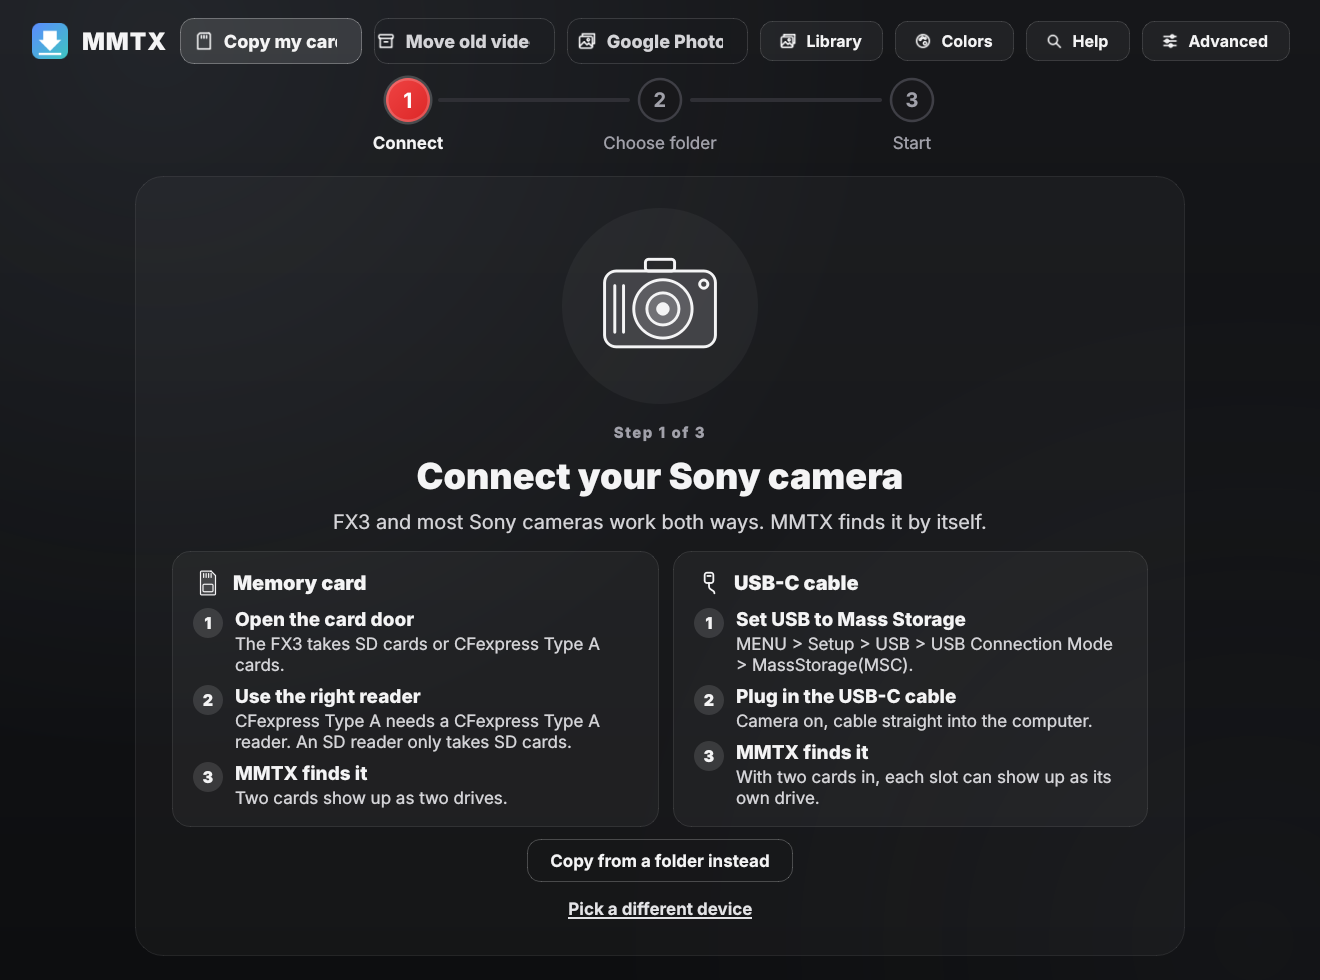 MMTX
Copy my car
Move old vide
Google Photo
Library
Colors
Help
Advanced
1
2
3
Connect
Choose folder
Start
Step 1 of 3
Connect your Sony camera
FX3 and most Sony cameras work both ways. MMTX finds it by itself.
Memory card
1 Open the card door
The FX3 takes SD cards or CFexpress Type A
cards.
2 Use the right reader
CFexpress Type A needs a CFexpress Type A
reader. An SD reader only takes SD cards.
3 MMTX finds it
Two cards show up as two drives.
USB-C cable
1 Set USB to Mass Storage
MENU > Setup > USB > USB Connection Mode
> MassStorage(MSC).
2 Plug in the USB-C cable
Camera on, cable straight into the computer.
3 MMTX finds it
With two cards in, each slot can show up as its
own drive.
Copy from a folder instead
Pick a different device